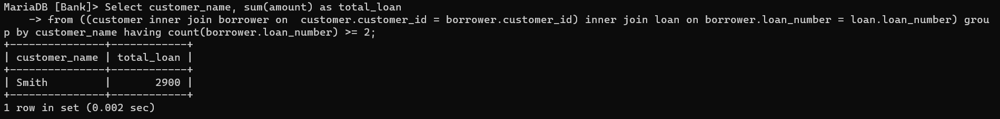 MariaDB [Bank]> Select customer_name, sum(amount) as total_loan
    -> from ((customer inner join borrower on  customer.customer_id = borrower.customer_id) inner join loan on borrower.loan_number = loan.loan_number) grou
p by customer_name having count(borrower.loan_number) >= 2;
+---------------+------------+
| customer_name | total_loan |
+---------------+------------+
| Smith         |       2900 |
+---------------+------------+
1 row in set (0.002 sec)